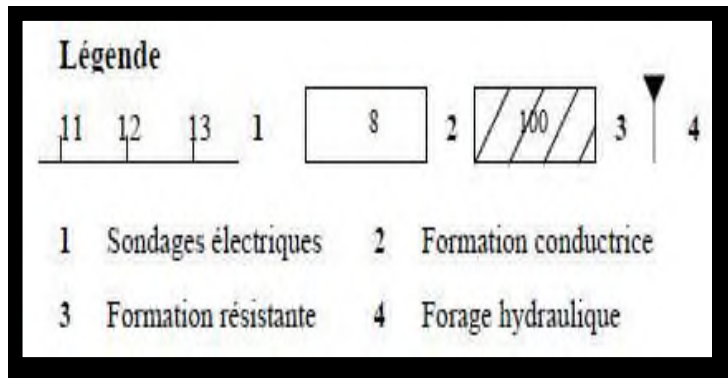 Légende
11 12 13 1 8 2 100 3 4
1 Sondages électriques 2 Formation conductrice
3 Formation résistante 4 Forage hydraulique